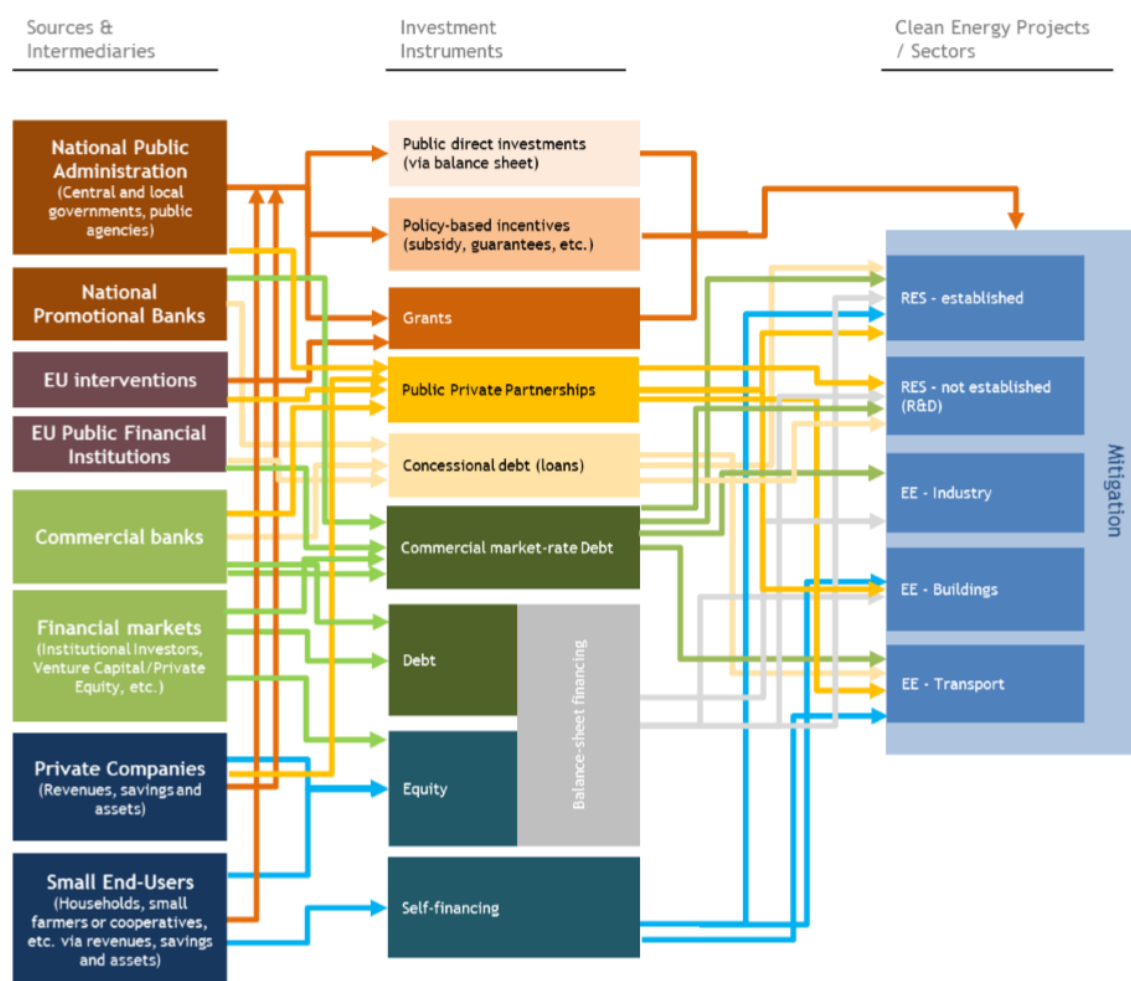 Sources &
Intermediaries
Investment
Instruments
Clean Energy Projects
/ Sectors
National Public
Administration
(Central and local
governments, public
agencies)
National
Promotional Banks
EU interventions
EU Public Financial
Institutions
Commercial banks
Financial markets
(Institutional Investors,
Venture Capital/Private
Equity, etc.)
Private Companies
(Revenues, savings and
assets)
Small End-Users
(Households, small
farmers or cooperatives,
etc. via revenues, savings
and assets)
Public direct investments
(via balance sheet)
Policy-based incentives
(subsidy, guarantees, etc.)
Grants
Public Private Partnerships
Concessional debt (loans)
Commercial market-rate Debt
Debt
Equity
Balance-sheet financing
Self-financing
RES - established
RES - not established
(R&D)
EE - Industry
EE - Buildings
EE - Transport
Mitigation